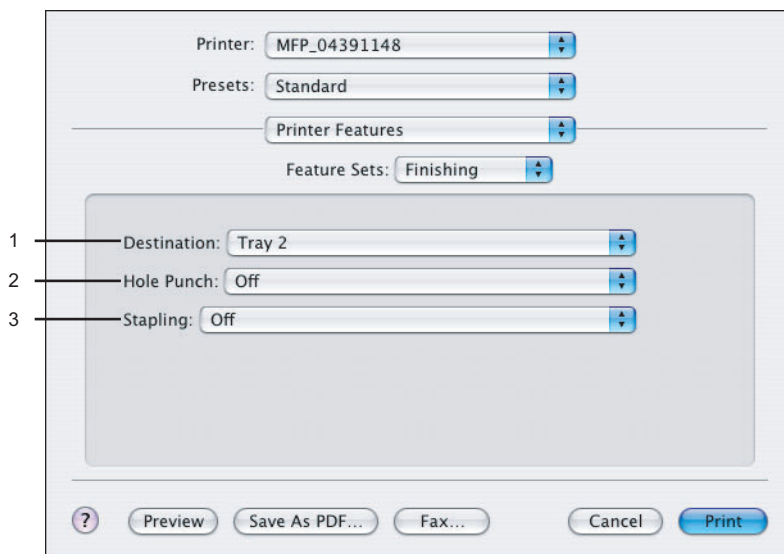 Printer: MFP_04391148
Presets: Standard
Printer Features
Feature Sets: Finishing
1 Destination: Tray 2
2 Hole Punch: Off
3 Stapling: Off
? Preview Save As PDF... Fax... Cancel Print